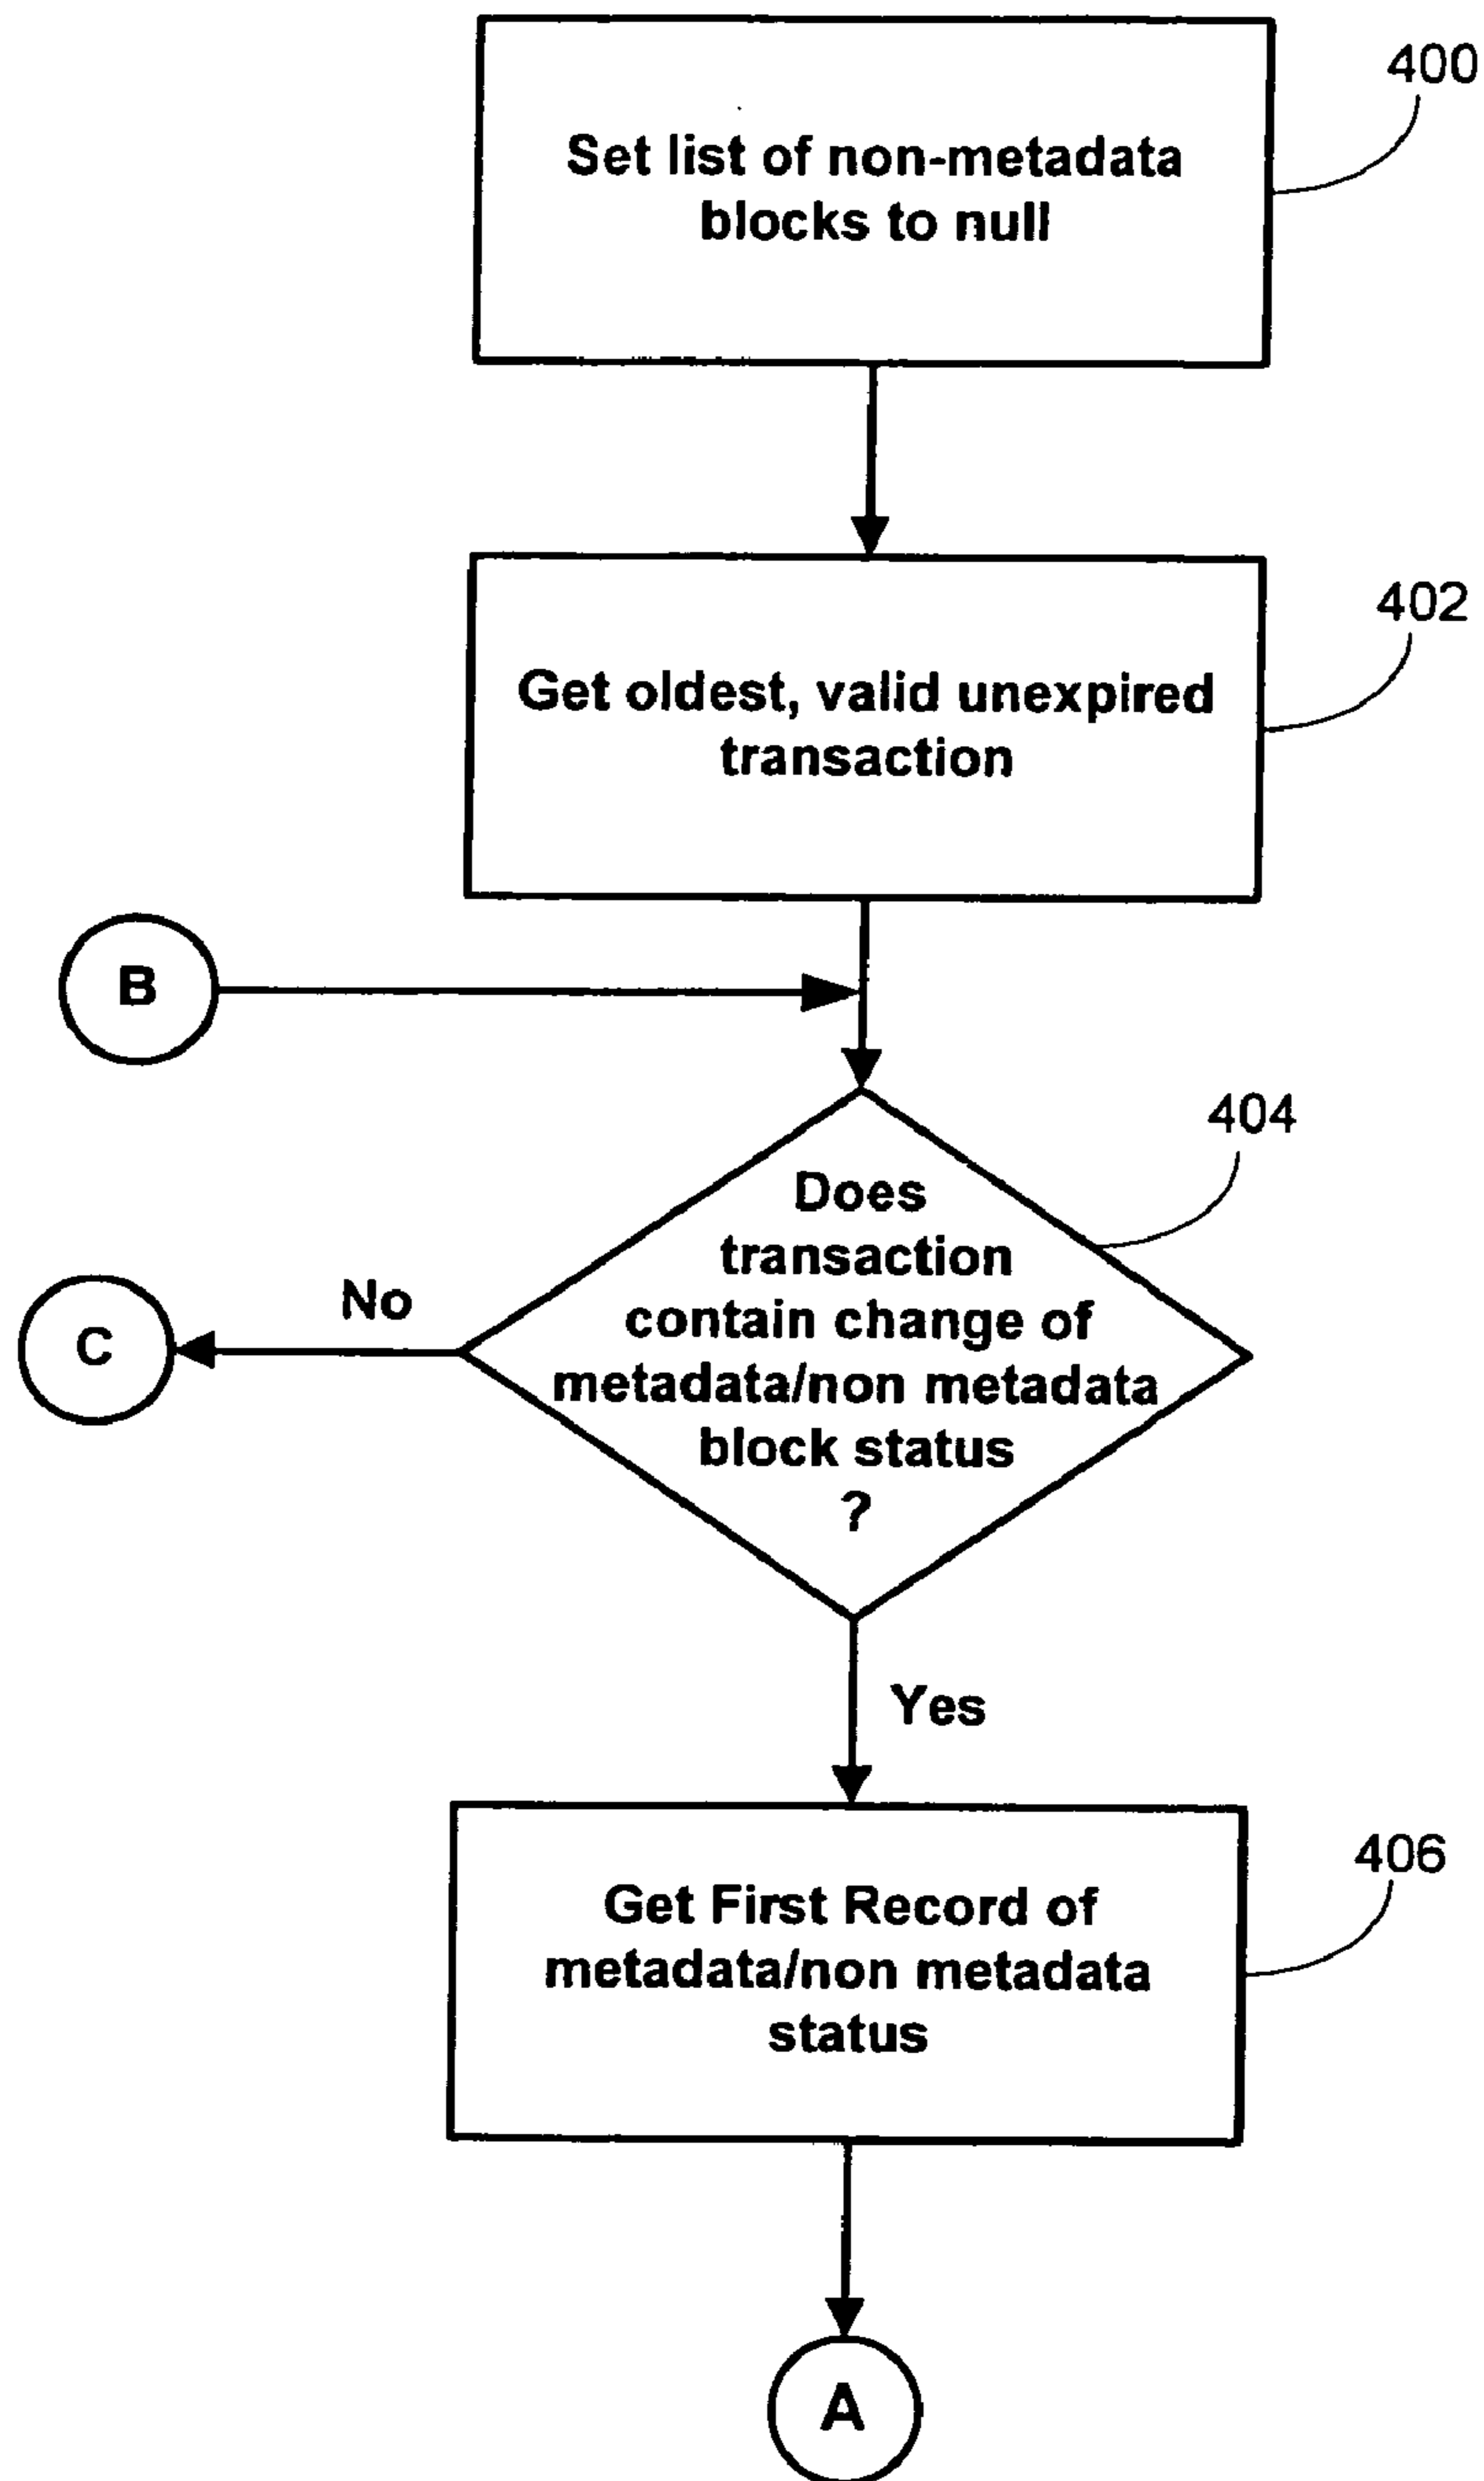 400
Set list of non-metadata
blocks to null
402
Get oldest, valid unexpired
transaction
B
404
Does
transaction
contain change of
metadata/non metadata
block status
?
No
C
Yes
406
Get First Record of
metadata/non metadata
status
A